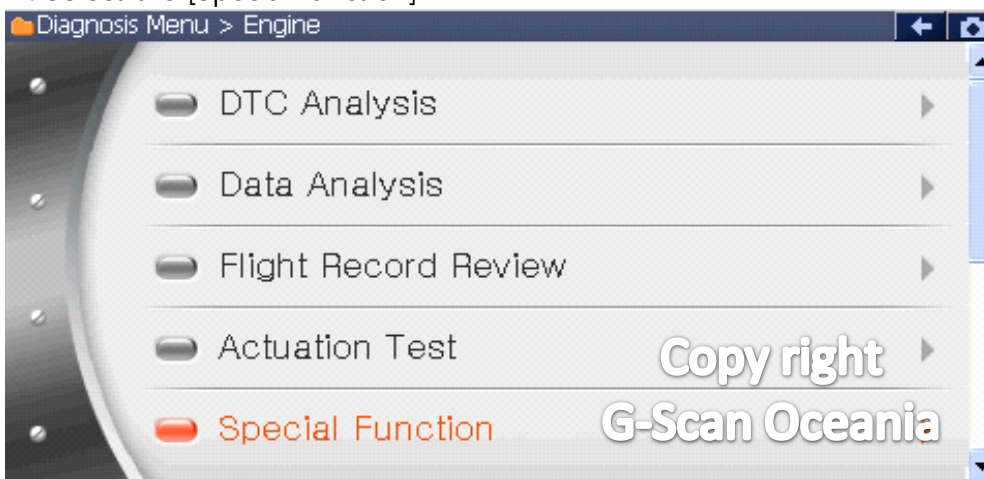 Diagnosis Menu > Engine
DTC Analysis
Data Analysis
Flight Record Review
Actuation Test
Special Function
Copy right
G-Scan Oceania